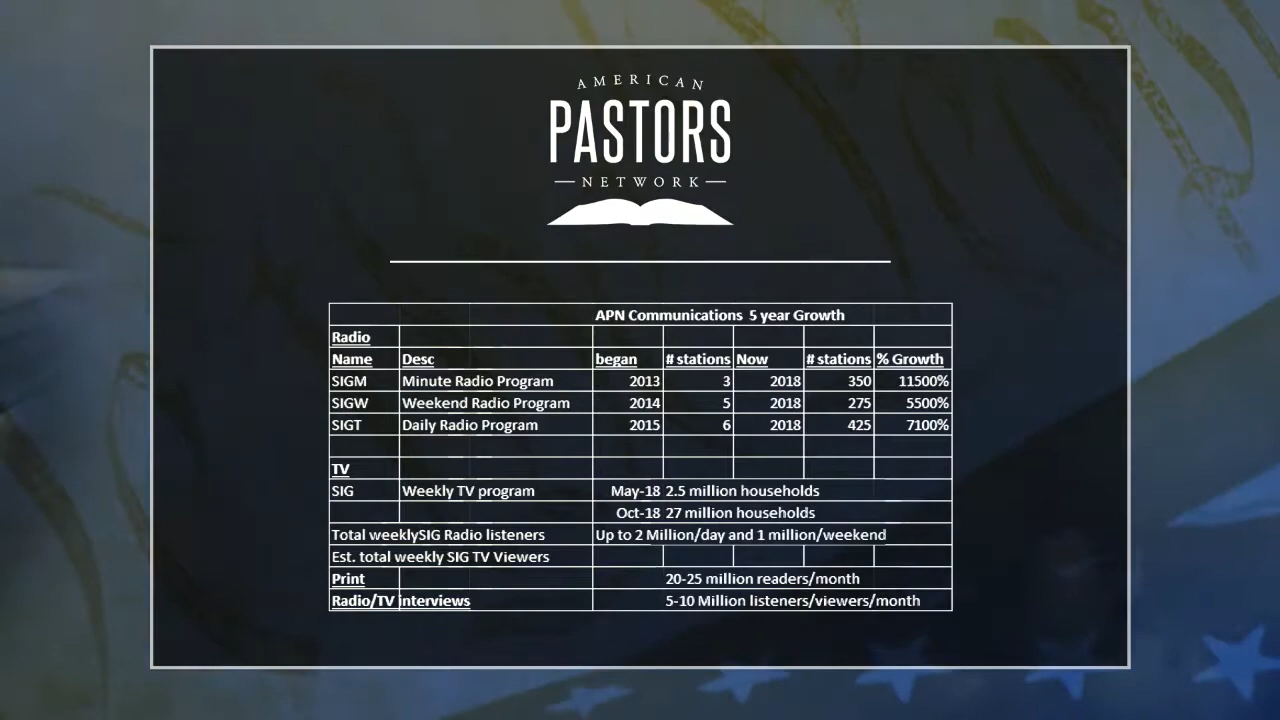 AMERICAN
PASTORS
NETWORK
APN Communications 5 year Growth
Radio
Name Desc began # stations Now # stations % Growth
SIGM Minute Radio Program 2013 3 2018 350 11500%
SIGW Weekend Radio Program 2014 5 2018 275 5500%
SIGT Daily Radio Program 2015 6 2018 425 7100%
TV
SIG Weekly TV program May-18 2.5 million households
Oct-18 27 million households
Total weeklySIG Radio listeners Up to 2 Million/day and 1 million/weekend
Est. total weekly SIG TV Viewers
Print 20-25 million readers/month
Radio/TV interviews 5-10 Million listeners/viewers/month